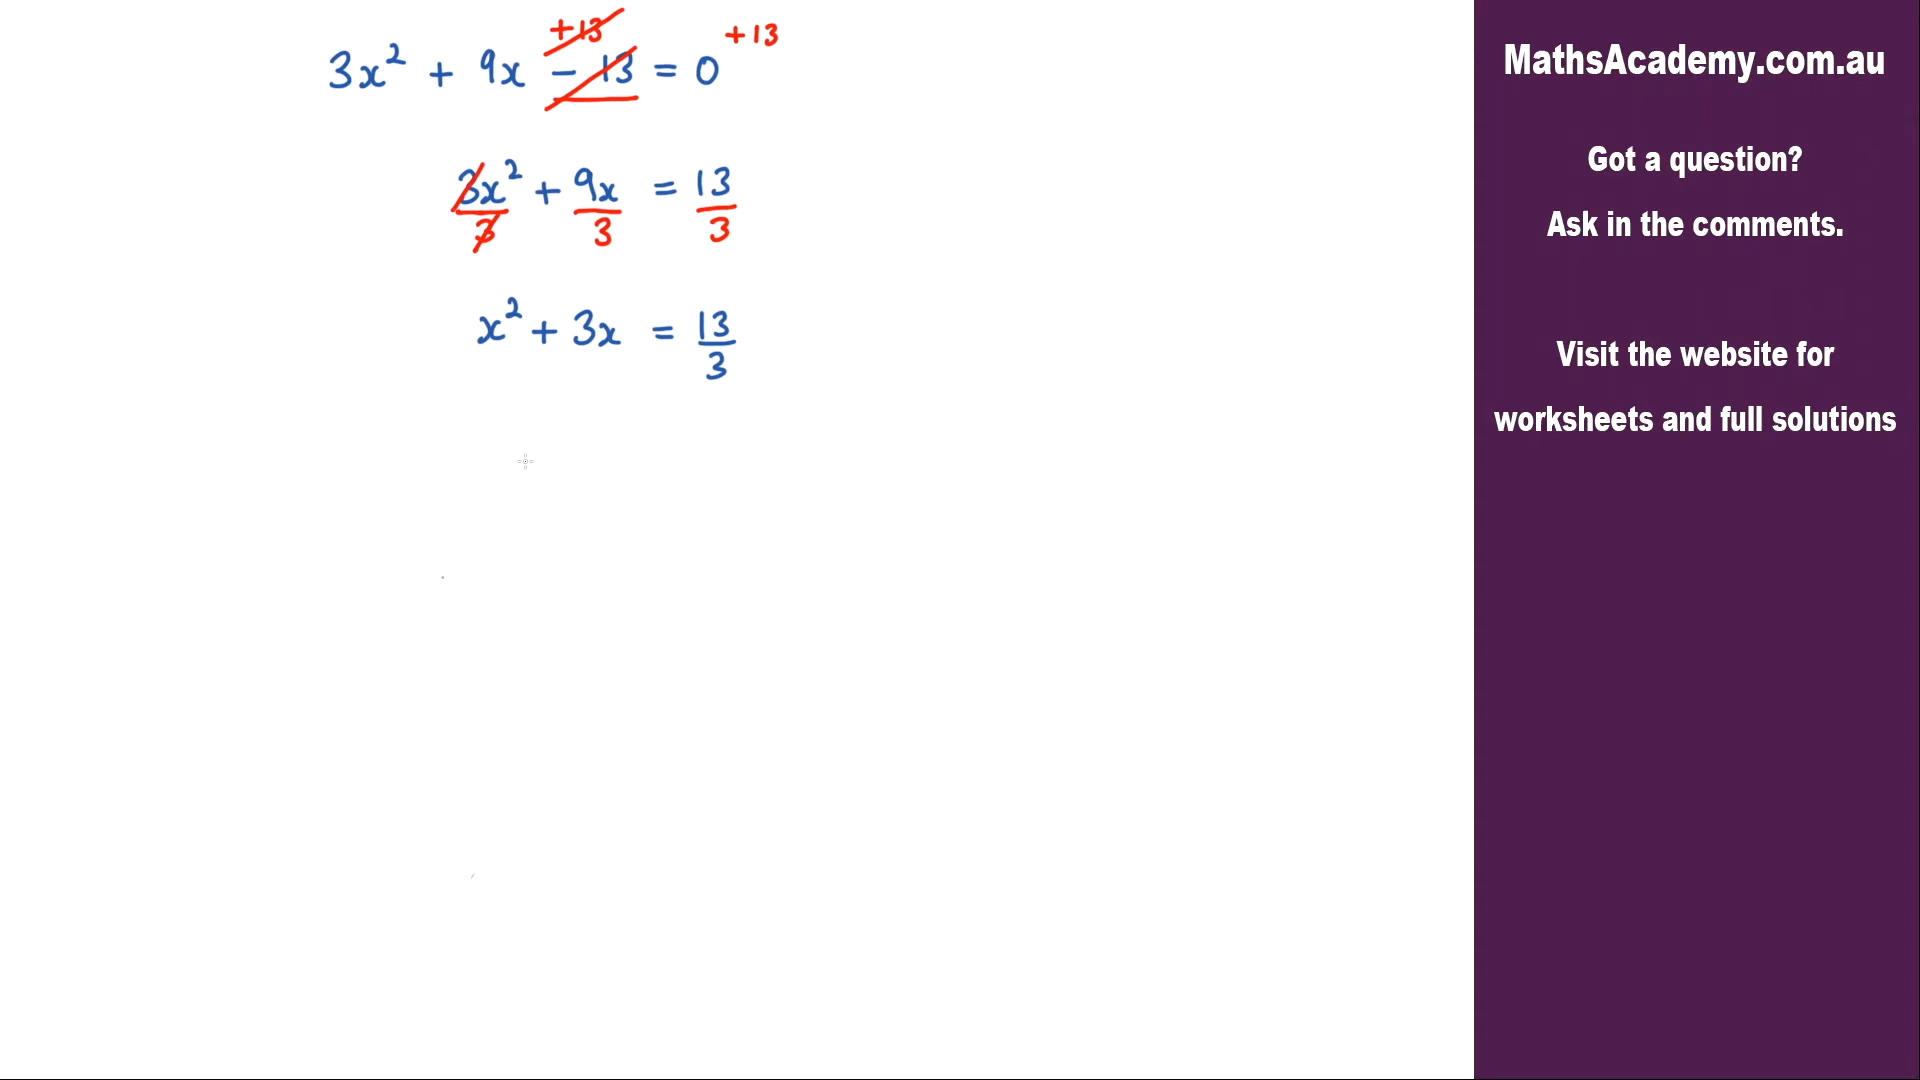 +13 +13
3x² + 9x - 13 = 0
3x² + 9x = 13
3 3 3
x² + 3x = 13
3
MathsAcademy.com.au
Got a question?
Ask in the comments.
Visit the website for
worksheets and full solutions